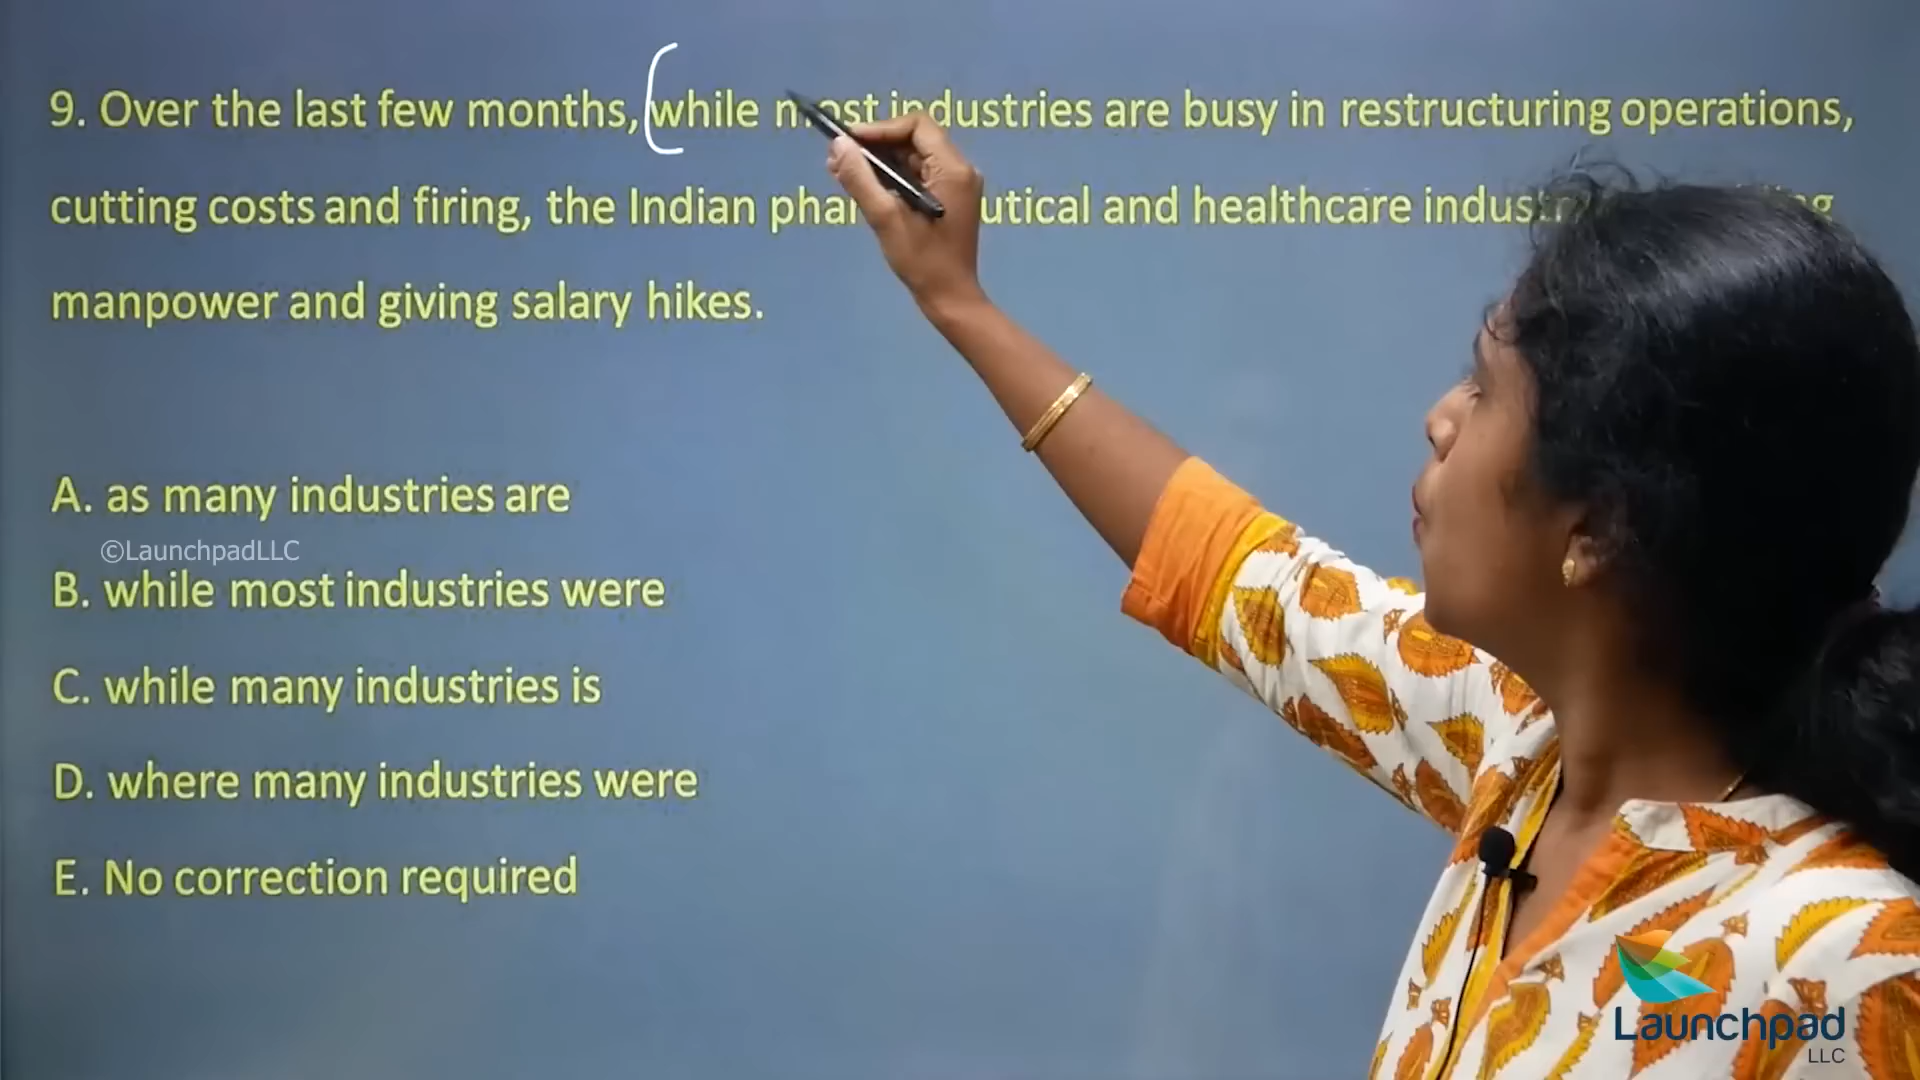 9. Over the last few months, while most industries are busy in restructuring operations,
cutting costs and firing, the Indian and healthcare
manpower and giving salary hikes.
A. as many industries are
©LaunchpadLLC
B. while most industries were
C. while many industries is
D. where many industries were
E. No correction required
Launchpad
LLC